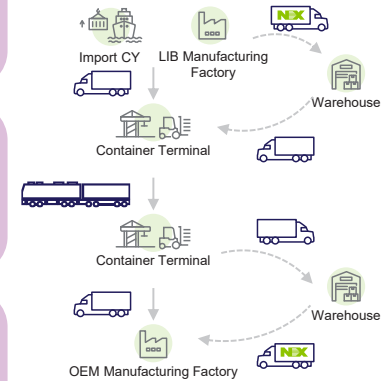 NX
Import CY
LIB Manufacturing
Factory
Warehouse
Container Terminal
Container Terminal
Warehouse
NX
OEM Manufacturing Factory